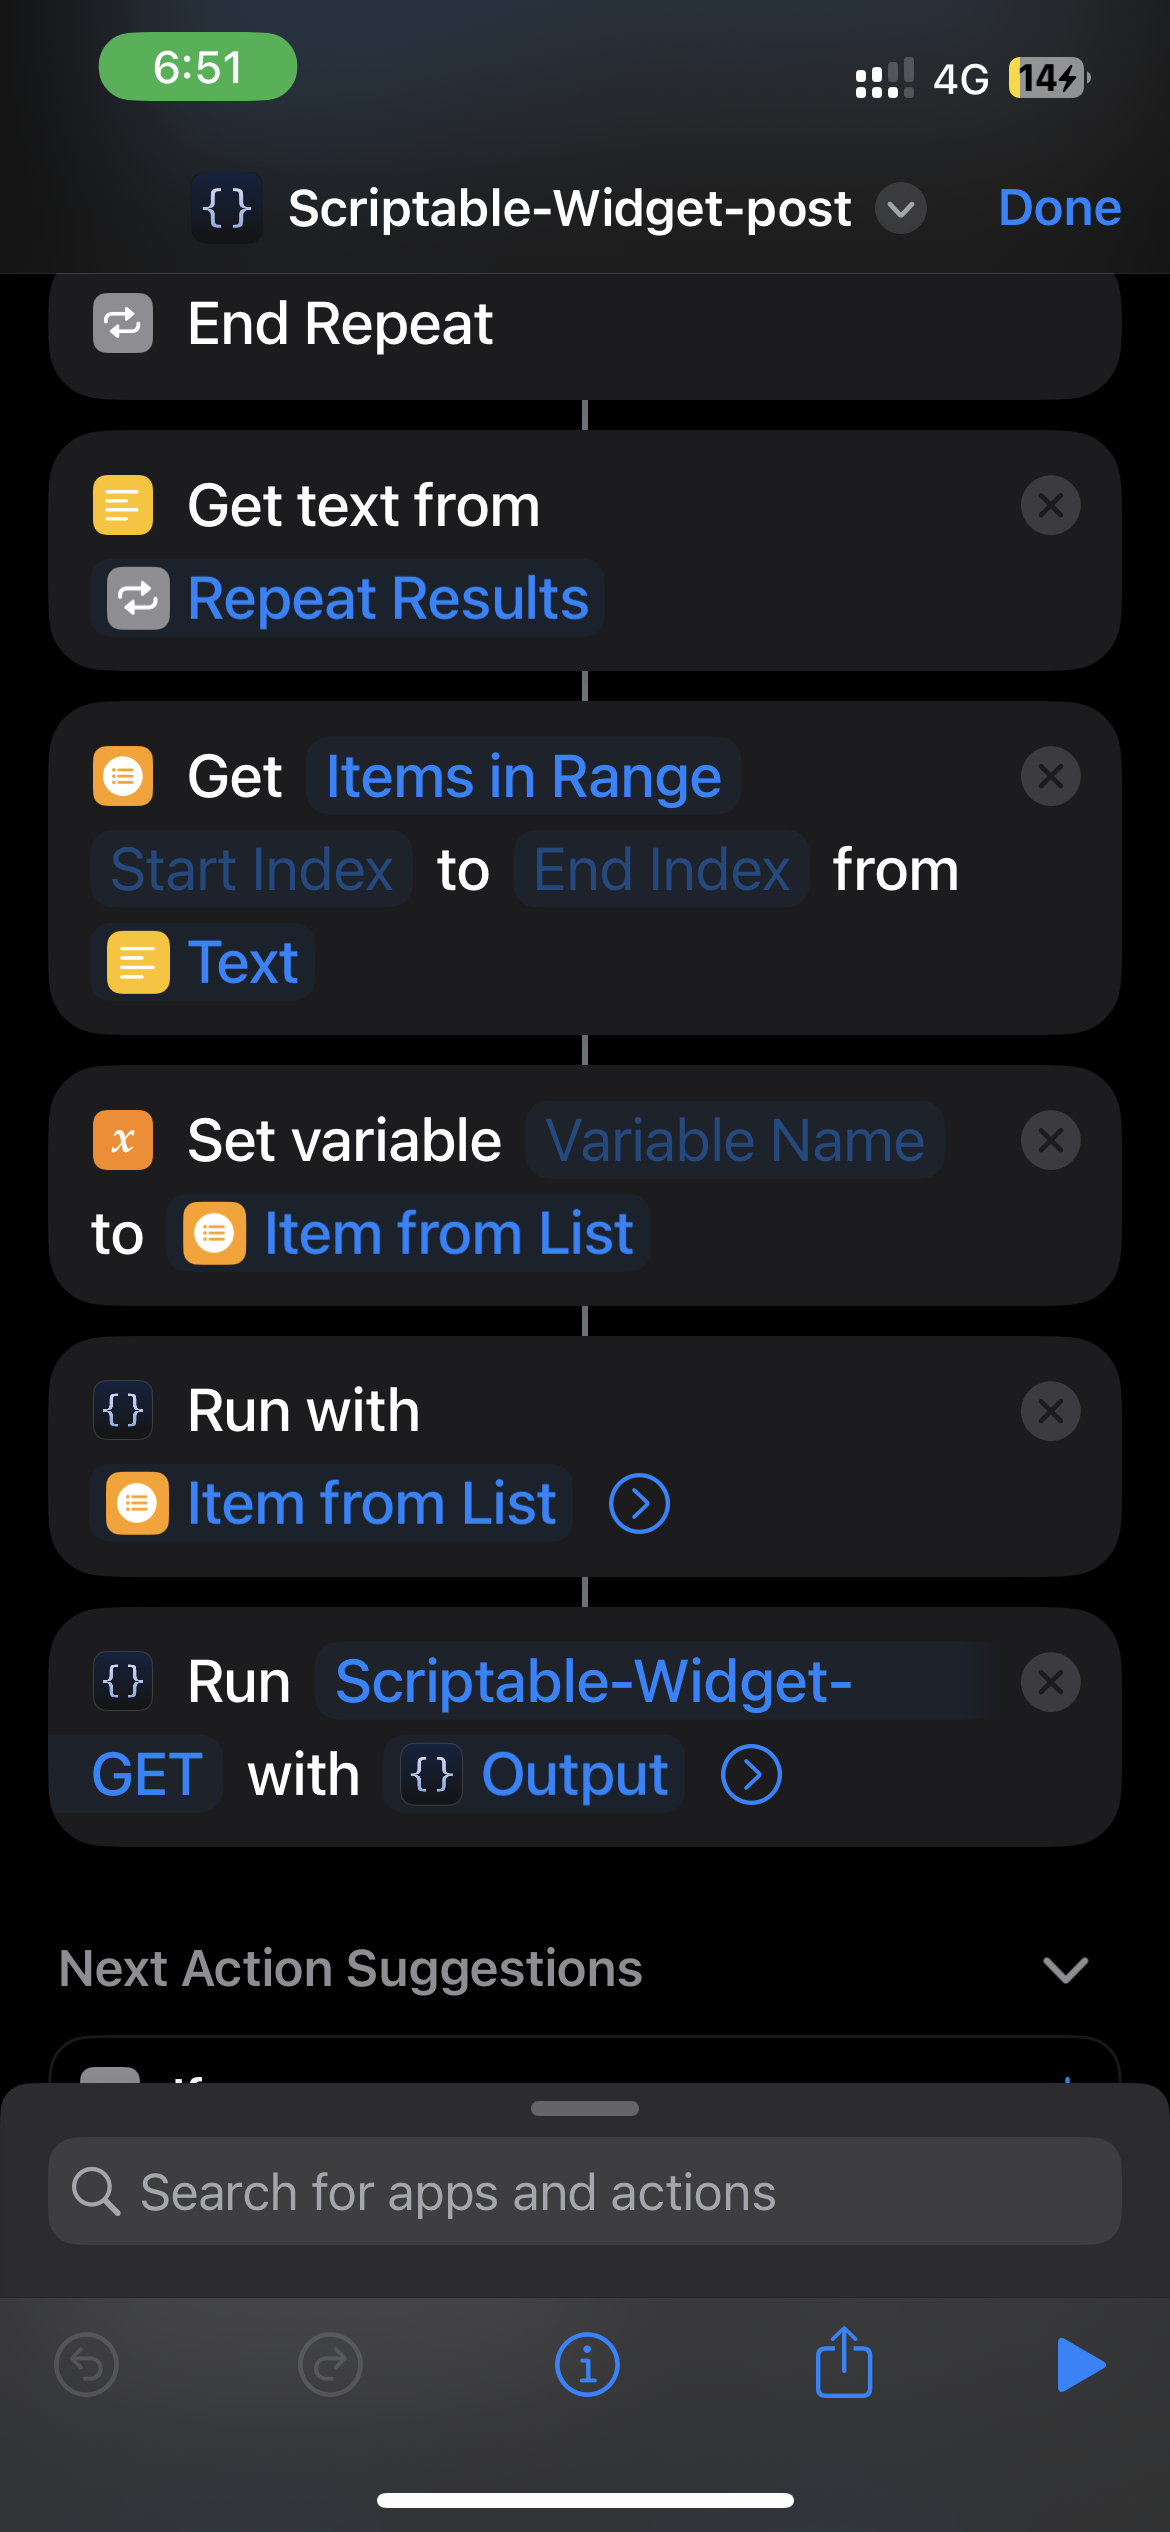 6:51
4G
14
{} Scriptable-Widget-post
Done
End Repeat
Get text from
Repeat Results
Get Items in Range
Start Index to End Index from
Text
x Set variable Variable Name
to Item from List
{} Run with
Item from List
{} Run Scriptable-Widget-
GET with {} Output
Next Action Suggestions
If
Search for apps and actions